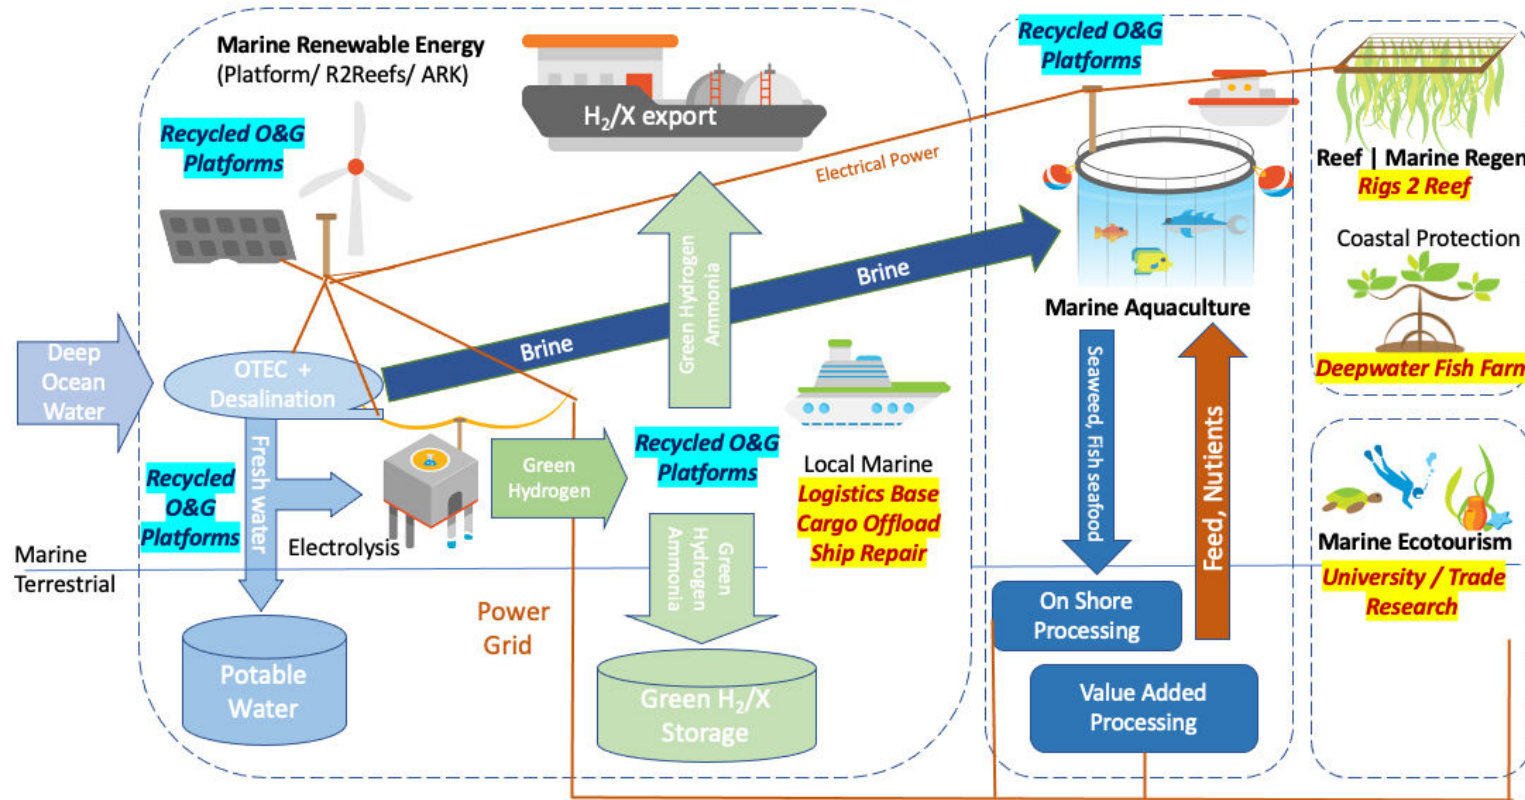 Marine Renewable Energy
(Platform/ R2Reefs/ ARK)
Recycled O&G
Platforms
H₂/X export
Electrical Power
Recycled O&G
Platforms
Reef | Marine Regen
Rigs 2 Reef
Coastal Protection
Deepwater Fish Farm
Deep
Ocean
Water
OTEC +
Desalination
Brine
Brine
Green Hydrogen
Ammonia
Marine Aquaculture
Fresh water
Recycled
O&G
Platforms
Electrolysis
Green
Hydrogen
Recycled O&G
Platforms
Local Marine
Logistics Base
Cargo Offload
Ship Repair
Seaweed, Fish seafood
Feed, Nutients
Marine Ecotourism
University / Trade
Research
Marine
Terrestrial
Green
Hydrogen
Ammonia
Power
Grid
On Shore
Processing
Potable
Water
Green H₂/X
Storage
Value Added
Processing